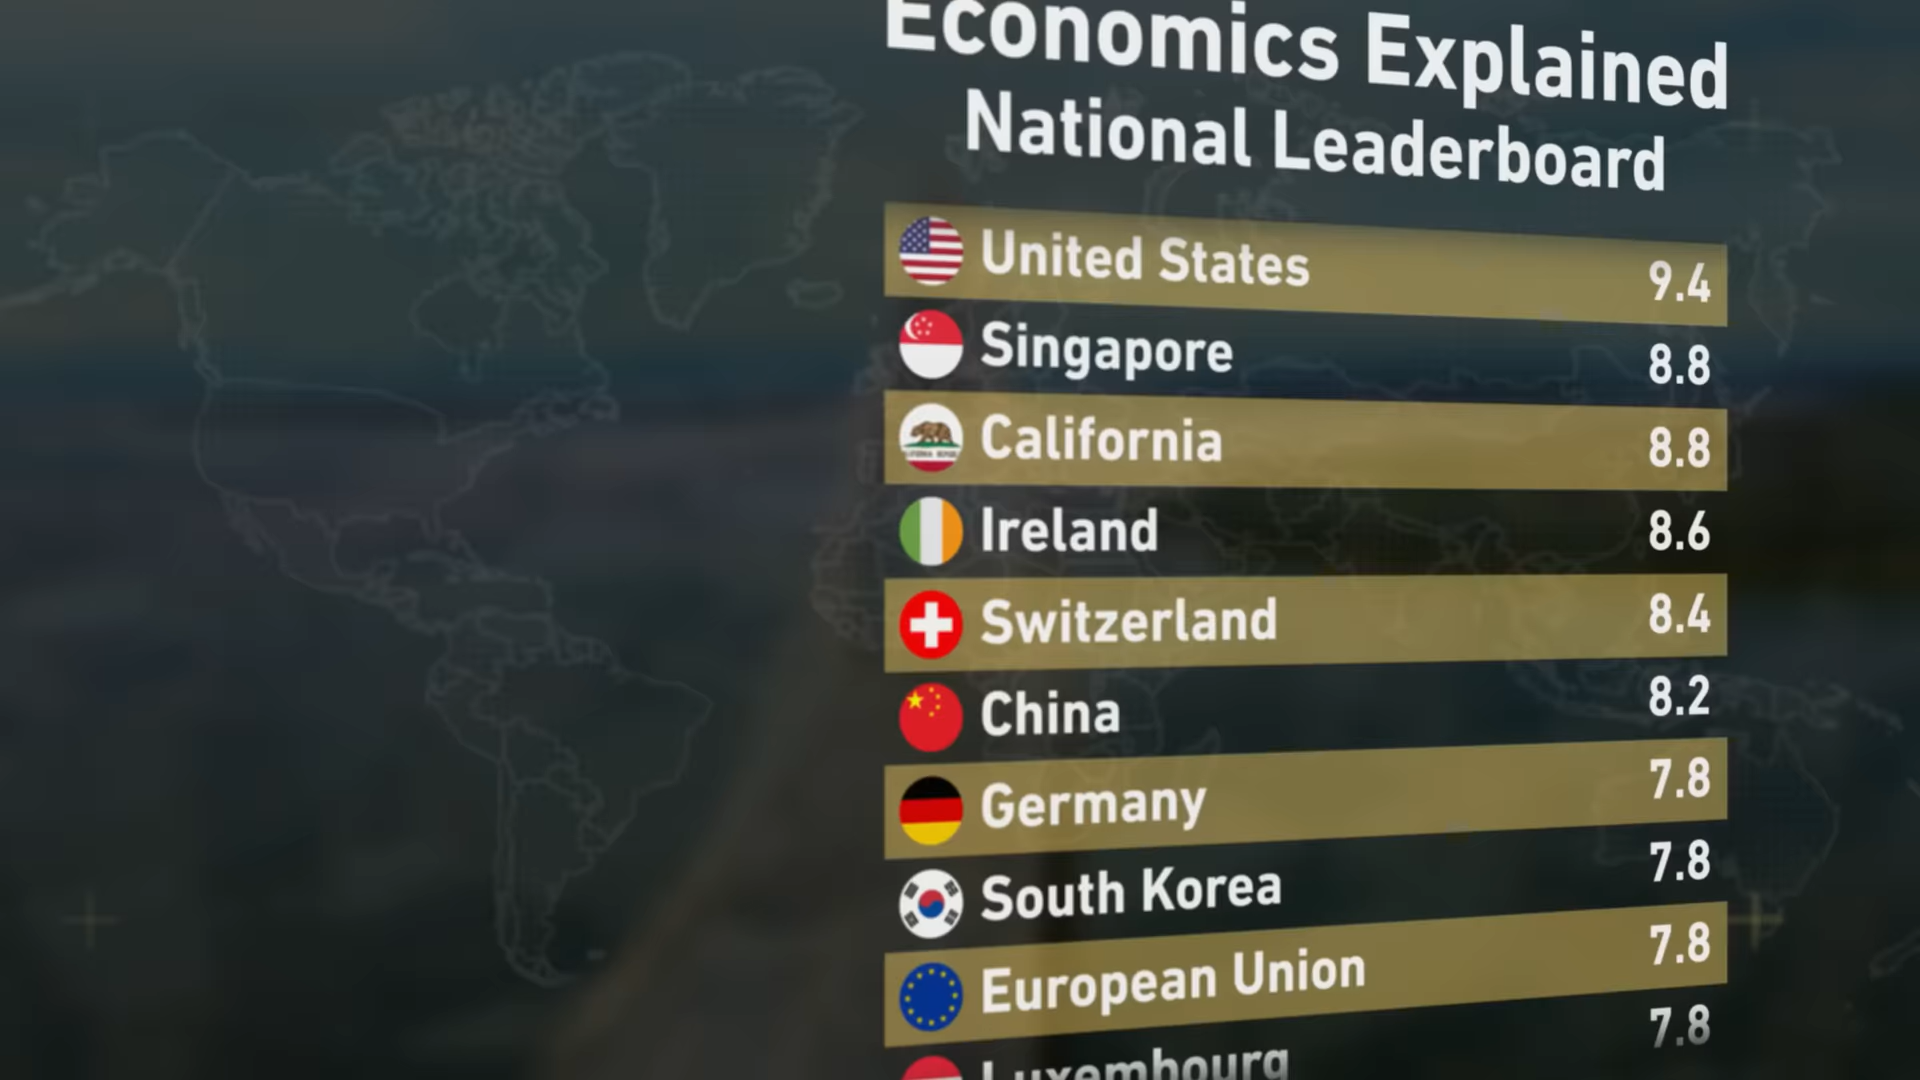 Economics Explained
National Leaderboard
United States 9.4
Singapore 8.8
California 8.8
Ireland 8.6
Switzerland 8.4
China 8.2
Germany 7.8
South Korea 7.8
European Union 7.8
Luxembourg 7.8